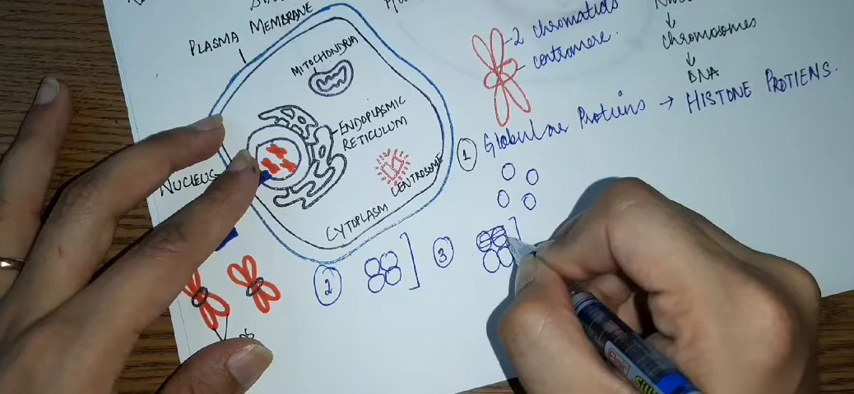 PLASMA MEMBRANE
MITOCHONDRIA
ENDOPLASMIC
RETICULUM
CENTROSOME
NUCLEUS
CYTOPLASM
2 chromatids
centromere.
↓
chromosomes
↓
DNA
① Globular Protiens → HISTONE PROTIENS.
②
③